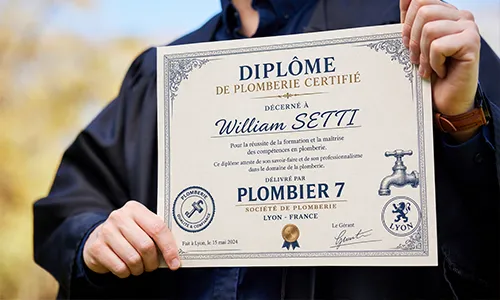 DIPLÔME
DE PLOMBERIE CERTIFIÉ
DÉCERNÉ À
William SETTI
Pour la réussite de la formation et la maîtrise
des compétences en plomberie.
Ce diplôme atteste de son savoir-faire et de son professionnalisme
dans le domaine de la plomberie.
DÉLIVRÉ PAR
PLOMBIER 7
SOCIÉTÉ DE PLOMBERIE
LYON - FRANCE
PLOMBERIE
Fait à Lyon, le 15 mai 2024
Le Gérant
LYON